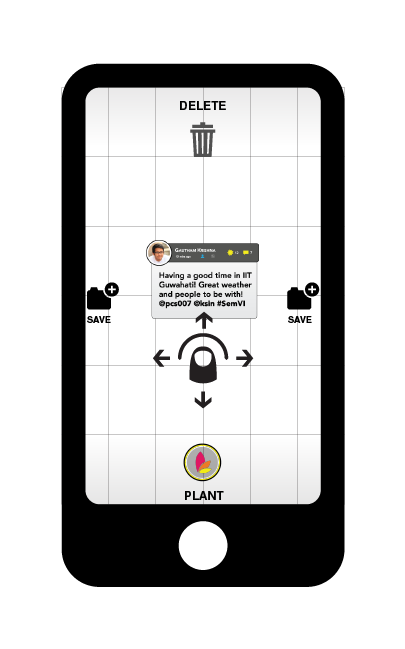 DELETE
GAUTHAM KRISHNA
Having a good time in IIT
Guwahati! Great weather
and people to be with!
@pcs007 @ksin #SemVI
SAVE
SAVE
PLANT